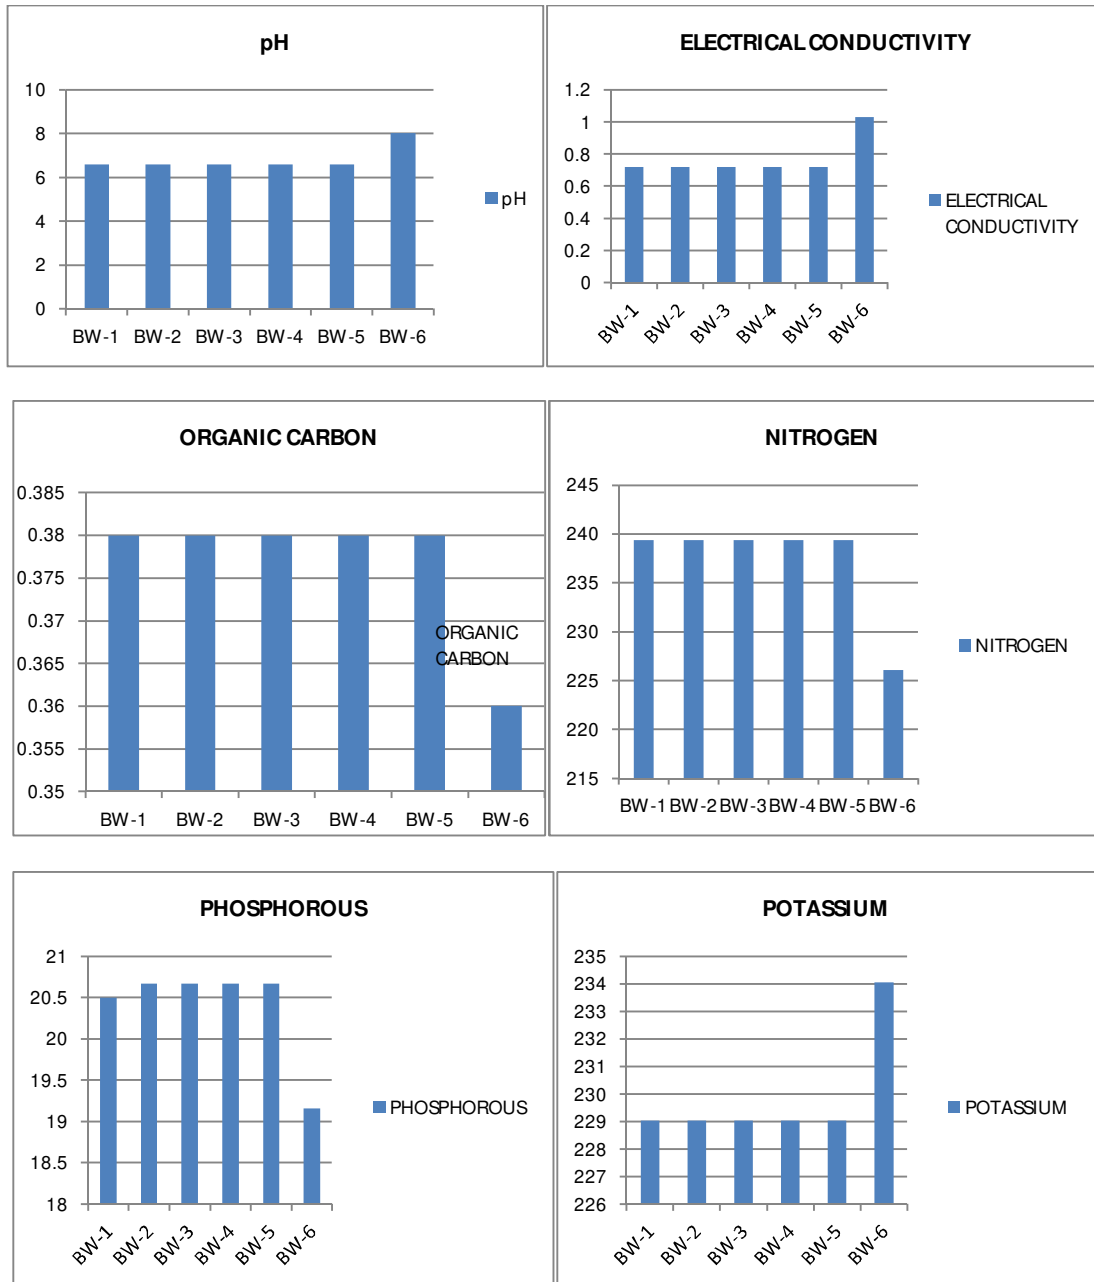 pH
10
8
6
4
2
0
BW-1 BW-2 BW-3 BW-4 BW-5 BW-6
pH
ELECTRICAL CONDUCTIVITY
1.2
1
0.8
0.6
0.4
0.2
0
BW-1 BW-2 BW-3 BW-4 BW-5 BW-6
ELECTRICAL
CONDUCTIVITY
ORGANIC CARBON
0.385
0.38
0.375
0.37
0.365
0.36
0.355
0.35
BW-1 BW-2 BW-3 BW-4 BW-5 BW-6
ORGANIC
CARBON
NITROGEN
245
240
235
230
225
220
215
BW-1 BW-2 BW-3 BW-4 BW-5 BW-6
NITROGEN
PHOSPHOROUS
21
20.5
20
19.5
19
18.5
18
BW-1 BW-2 BW-3 BW-4 BW-5 BW-6
PHOSPHOROUS
POTASSIUM
235
234
233
232
231
230
229
228
227
226
BW-1 BW-2 BW-3 BW-4 BW-5 BW-6
POTASSIUM